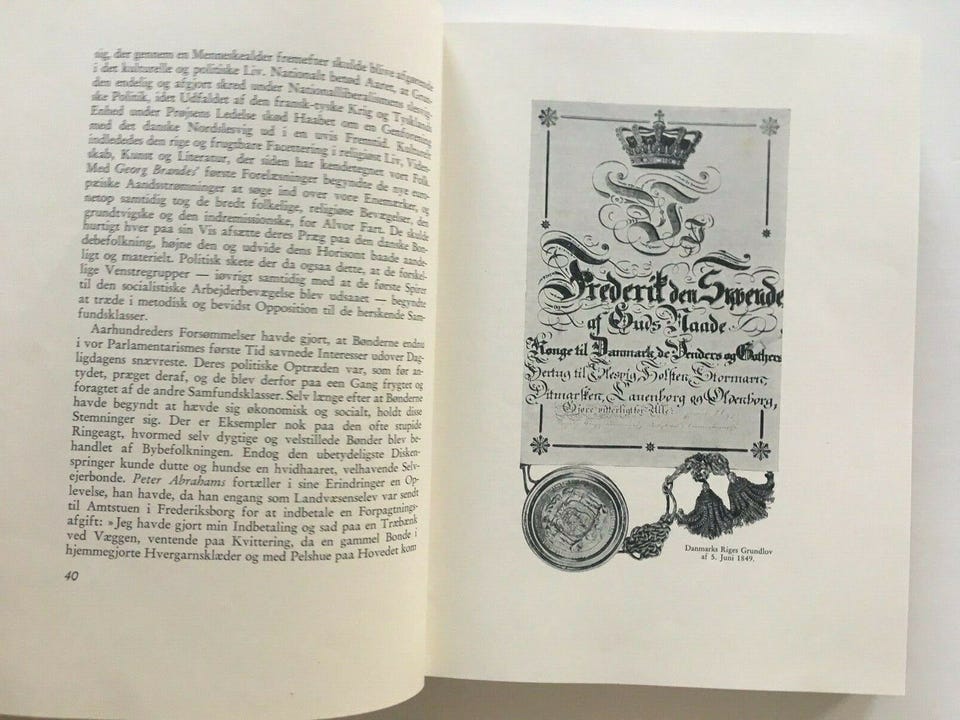 sig, der gennem en Menneskealder fremefter skulde blive afgørende
i det kulturelle og politiske Liv. Nationalt betød Aaret, at Grun-
den endelig og afgjort skred under Nationalliberalismens slesvig-
ske Politik, idet Udfaldet af den fransk-tyske Krig og Tysklands
Enhed under Prøjsens Ledelse skød Haabet om en Genforening
med det danske Nordslesvig ud i en uvis Fremtid. Kulturelt
indlededes den rige og frugtbare Facettering i religiøst Liv, Viden-
skab, Kunst og Literatur, der siden har kendetegnet vort Folk.
Med Georg Brandes' første Forelæsninger begyndte de nye euro-
pæiske Aandsstrømninger at søge ind over vore Enemærker, og
netop samtidig tog de bredt folkelige, religiøse Bevægelser, den
grundtvigske og den indremissionske, for Alvor Fart. De skulde
hurtigt hver paa sin Vis afsætte deres Præg paa den danske Bon-
debefolkning, højne den og udvide dens Horisont baade aande-
ligt og materielt. Politisk skete der da ogsaa dette, at de forskel-
lige Venstregrupper — iøvrigt samtidig med at de første Spirer
til den socialistiske Arbejderbevægelse blev udsaaet — begyndte
at træde i metodisk og bevidst Opposition til de herskende Sam-
fundsklasser.
Aarhundreders Forsømmelser havde gjort, at Bønderne endnu
i vor Parlamentarismes første Tid savnede Interesser udover Dag-
ligdagens snævreste. Deres politiske Optræden var, som før an-
tydet, præget deraf, og de blev derfor paa een Gang frygtet og
foragtet af de andre Samfundsklasser. Selv længe efter at Bønderne
havde begyndt at hævde sig økonomisk og socialt, holdt disse
Stemninger sig. Der er Eksempler nok paa den ofte stupide
Ringeagt, hvormed selv dygtige og velstillede Bønder blev be-
handlet af Bybefolkningen. Endog den ubetydeligste Disken-
springer kunde dutte og hundse en hvidhaaret, velhavende Selv-
ejerbonde. Peter Abrahams fortæller i sine Erindringer en Op-
levelse, han havde, da han engang som Landvæsenselev var sendt
til Amtstuen i Frederiksborg for at indbetale en Forpagtnings-
afgift: »Jeg havde gjort min Indbetaling og sad paa en Træbænk
ved Væggen, ventende paa Kvittering, da en gammel Bonde i
hjemmegjorte Hvergarnsklæder og med Pelshue paa Hovedet kom
40
Frederik den Syvende
af Guds Naade
Konge til Danmark, de Venders og Gothers
Hertug til Slesvig, Holsten, Stormarn,
Ditmarsken, Lauenborg og Oldenborg,
Gjøre vitterligt for Alle:
Danmarks Riges Grundlov
af 5. Juni 1849.